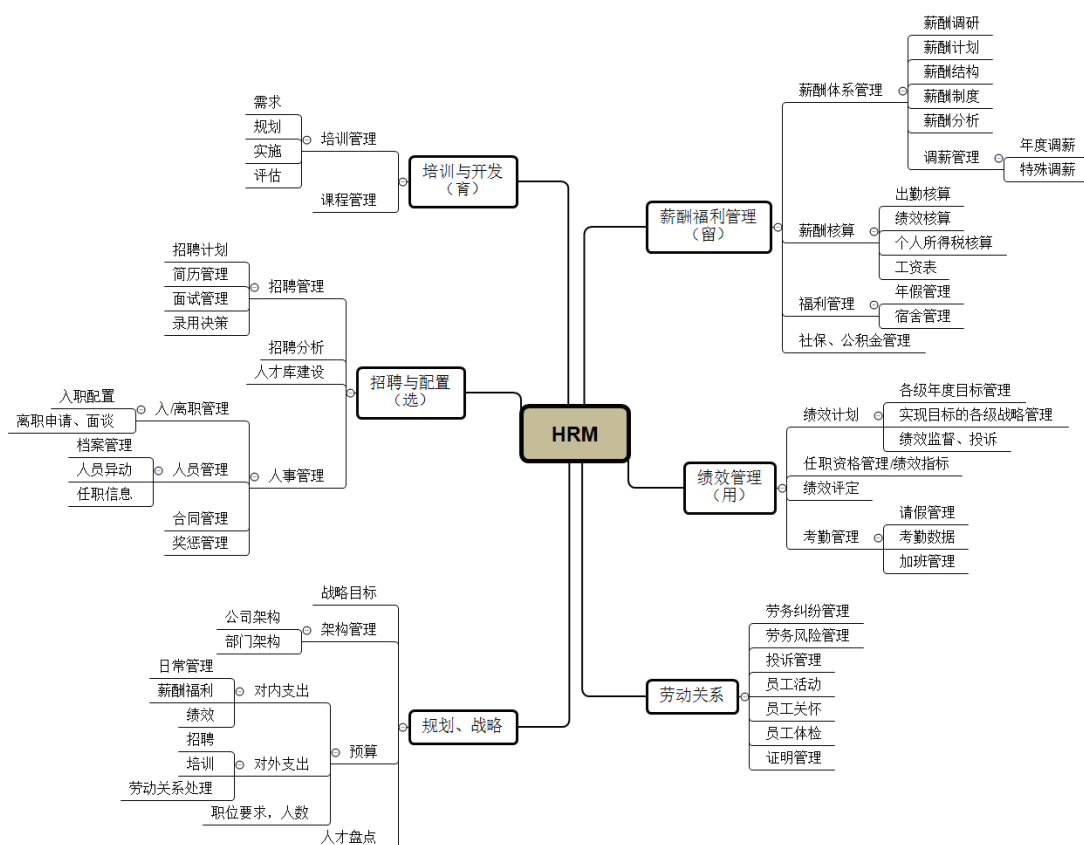 HRM
培训与开发
（育）
培训管理
需求
规划
实施
评估
课程管理
招聘与配置
（选）
招聘管理
招聘计划
简历管理
面试管理
录用决策
招聘分析
人才库建设
人事管理
入/离职管理
入职配置
离职申请、面谈
人员管理
档案管理
人员异动
任职信息
合同管理
奖惩管理
规划、战略
战略目标
架构管理
公司架构
部门架构
预算
对内支出
日常管理
薪酬福利
绩效
对外支出
招聘
培训
劳动关系处理
职位要求，人数
人才盘点
薪酬福利管理
（留）
薪酬体系管理
薪酬调研
薪酬计划
薪酬结构
薪酬制度
薪酬分析
调薪管理
年度调薪
特殊调薪
薪酬核算
出勤核算
绩效核算
个人所得税核算
工资表
福利管理
年假管理
宿舍管理
社保、公积金管理
绩效管理
（用）
绩效计划
各级年度目标管理
实现目标的各级战略管理
绩效监督、投诉
任职资格管理/绩效指标
绩效评定
考勤管理
请假管理
考勤数据
加班管理
劳动关系
劳务纠纷管理
劳务风险管理
投诉管理
员工活动
员工关怀
员工体检
证明管理